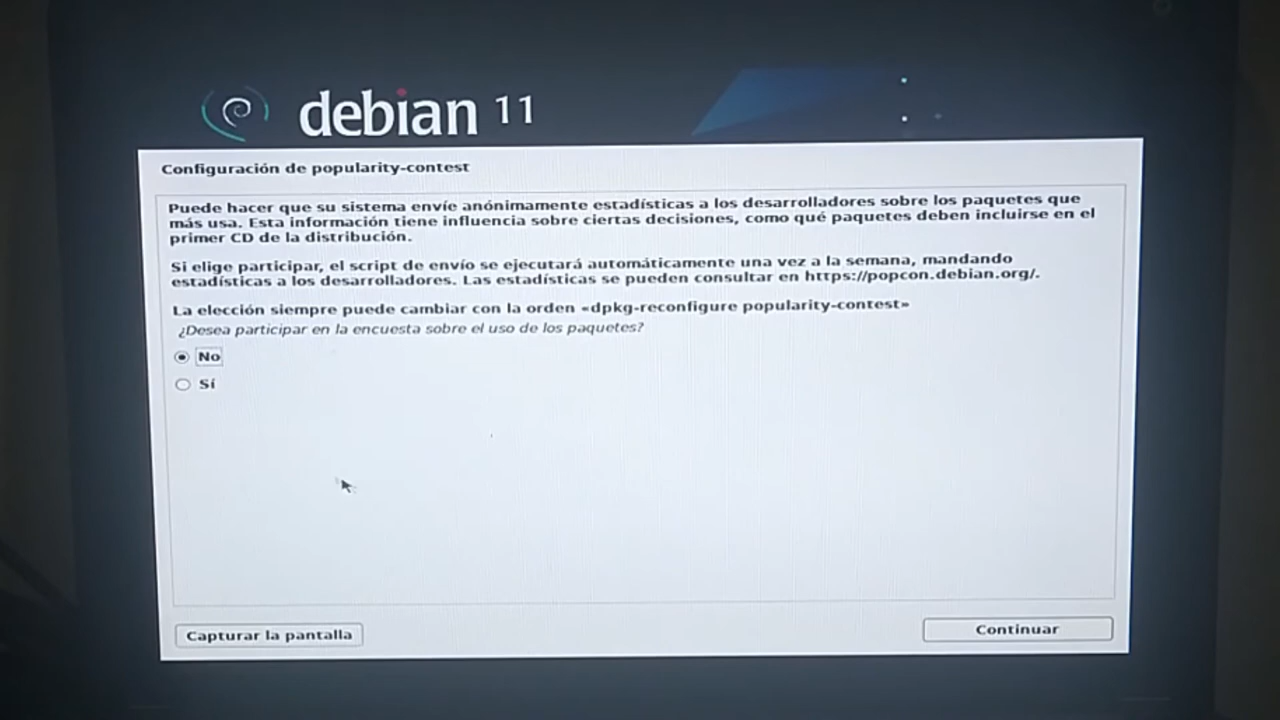 debian 11
Configuración de popularity-contest
Puede hacer que su sistema envíe anónimamente estadísticas a los desarrolladores sobre los paquetes que
más usa. Esta información tiene influencia sobre ciertas decisiones, como qué paquetes deben incluirse en el
primer CD de la distribución.
Si elige participar, el script de envío se ejecutará automáticamente una vez a la semana, mandando
estadísticas a los desarrolladores. Las estadísticas se pueden consultar en https://popcon.debian.org/.
La elección siempre puede cambiar con la orden «dpkg-reconfigure popularity-contest»
¿Desea participar en la encuesta sobre el uso de los paquetes?
No
Sí
Capturar la pantalla
Continuar